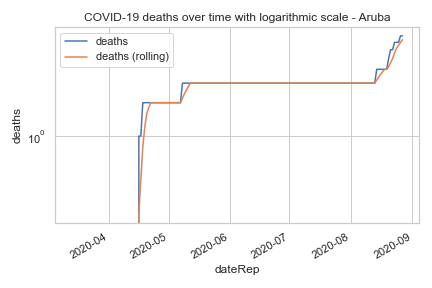 COVID-19 deaths over time with logarithmic scale - Aruba
deaths
deaths (rolling)
deaths
10⁰
2020-04
2020-05
2020-06
2020-07
2020-08
2020-09
dateRep